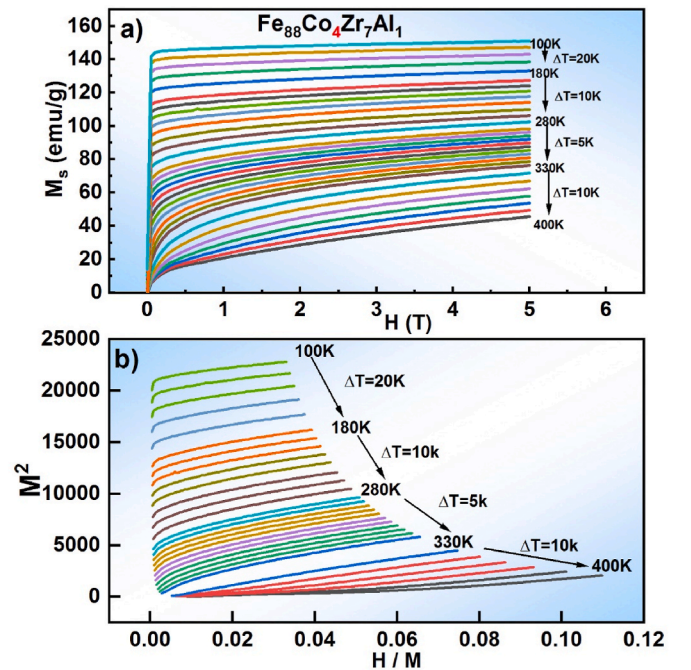 a)
Fe₈₈Co₄Zr₇Al₁
160
140
120
100
80
60
40
20
0
Mₛ (emu/g)
100K
ΔT=20K
180K
ΔT=10K
280K
ΔT=5K
330K
ΔT=10K
400K
0 1 2 3 4 5 6
H (T)
b)
25000
20000
15000
10000
5000
0
M²
100K
ΔT=20K
180K
ΔT=10k
280K
ΔT=5k
330K
ΔT=10k
400K
0.00 0.02 0.04 0.06 0.08 0.10 0.12
H / M